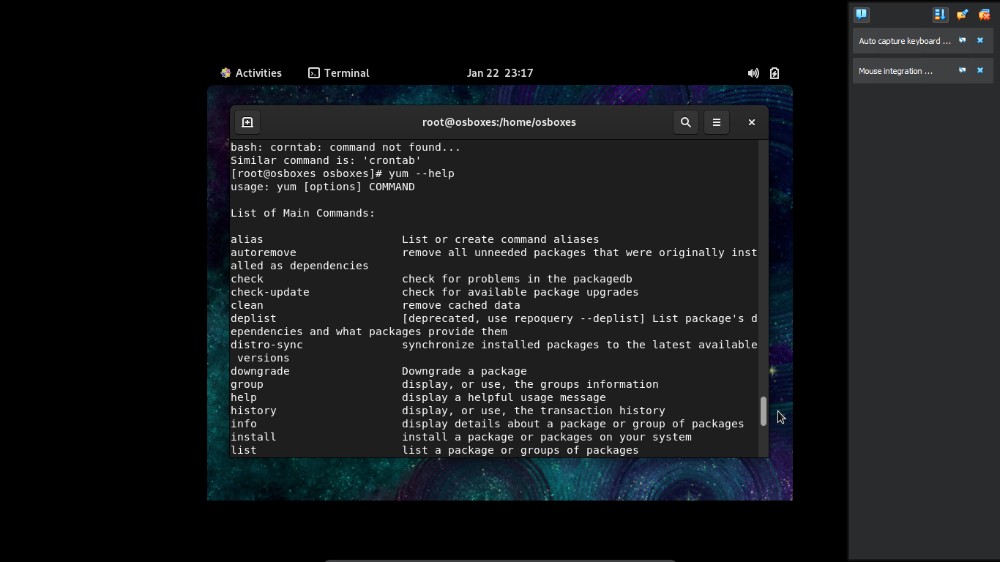 Activities
Terminal
Jan 22 23:17
root@osboxes:/home/osboxes
bash: corntab: command not found...
Similar command is: 'crontab'
[root@osboxes osboxes]# yum --help
usage: yum [options] COMMAND
List of Main Commands:
alias List or create command aliases
autoremove remove all unneeded packages that were originally inst
alled as dependencies
check check for problems in the packagedb
check-update check for available package upgrades
clean remove cached data
deplist [deprecated, use repoquery --deplist] List package's d
ependencies and what packages provide them
distro-sync synchronize installed packages to the latest available
versions
downgrade Downgrade a package
group display, or use, the groups information
help display a helpful usage message
history display, or use, the transaction history
info display details about a package or group of packages
install install a package or packages on your system
list list a package or groups of packages
Auto capture keyboard ...
Mouse integration ...